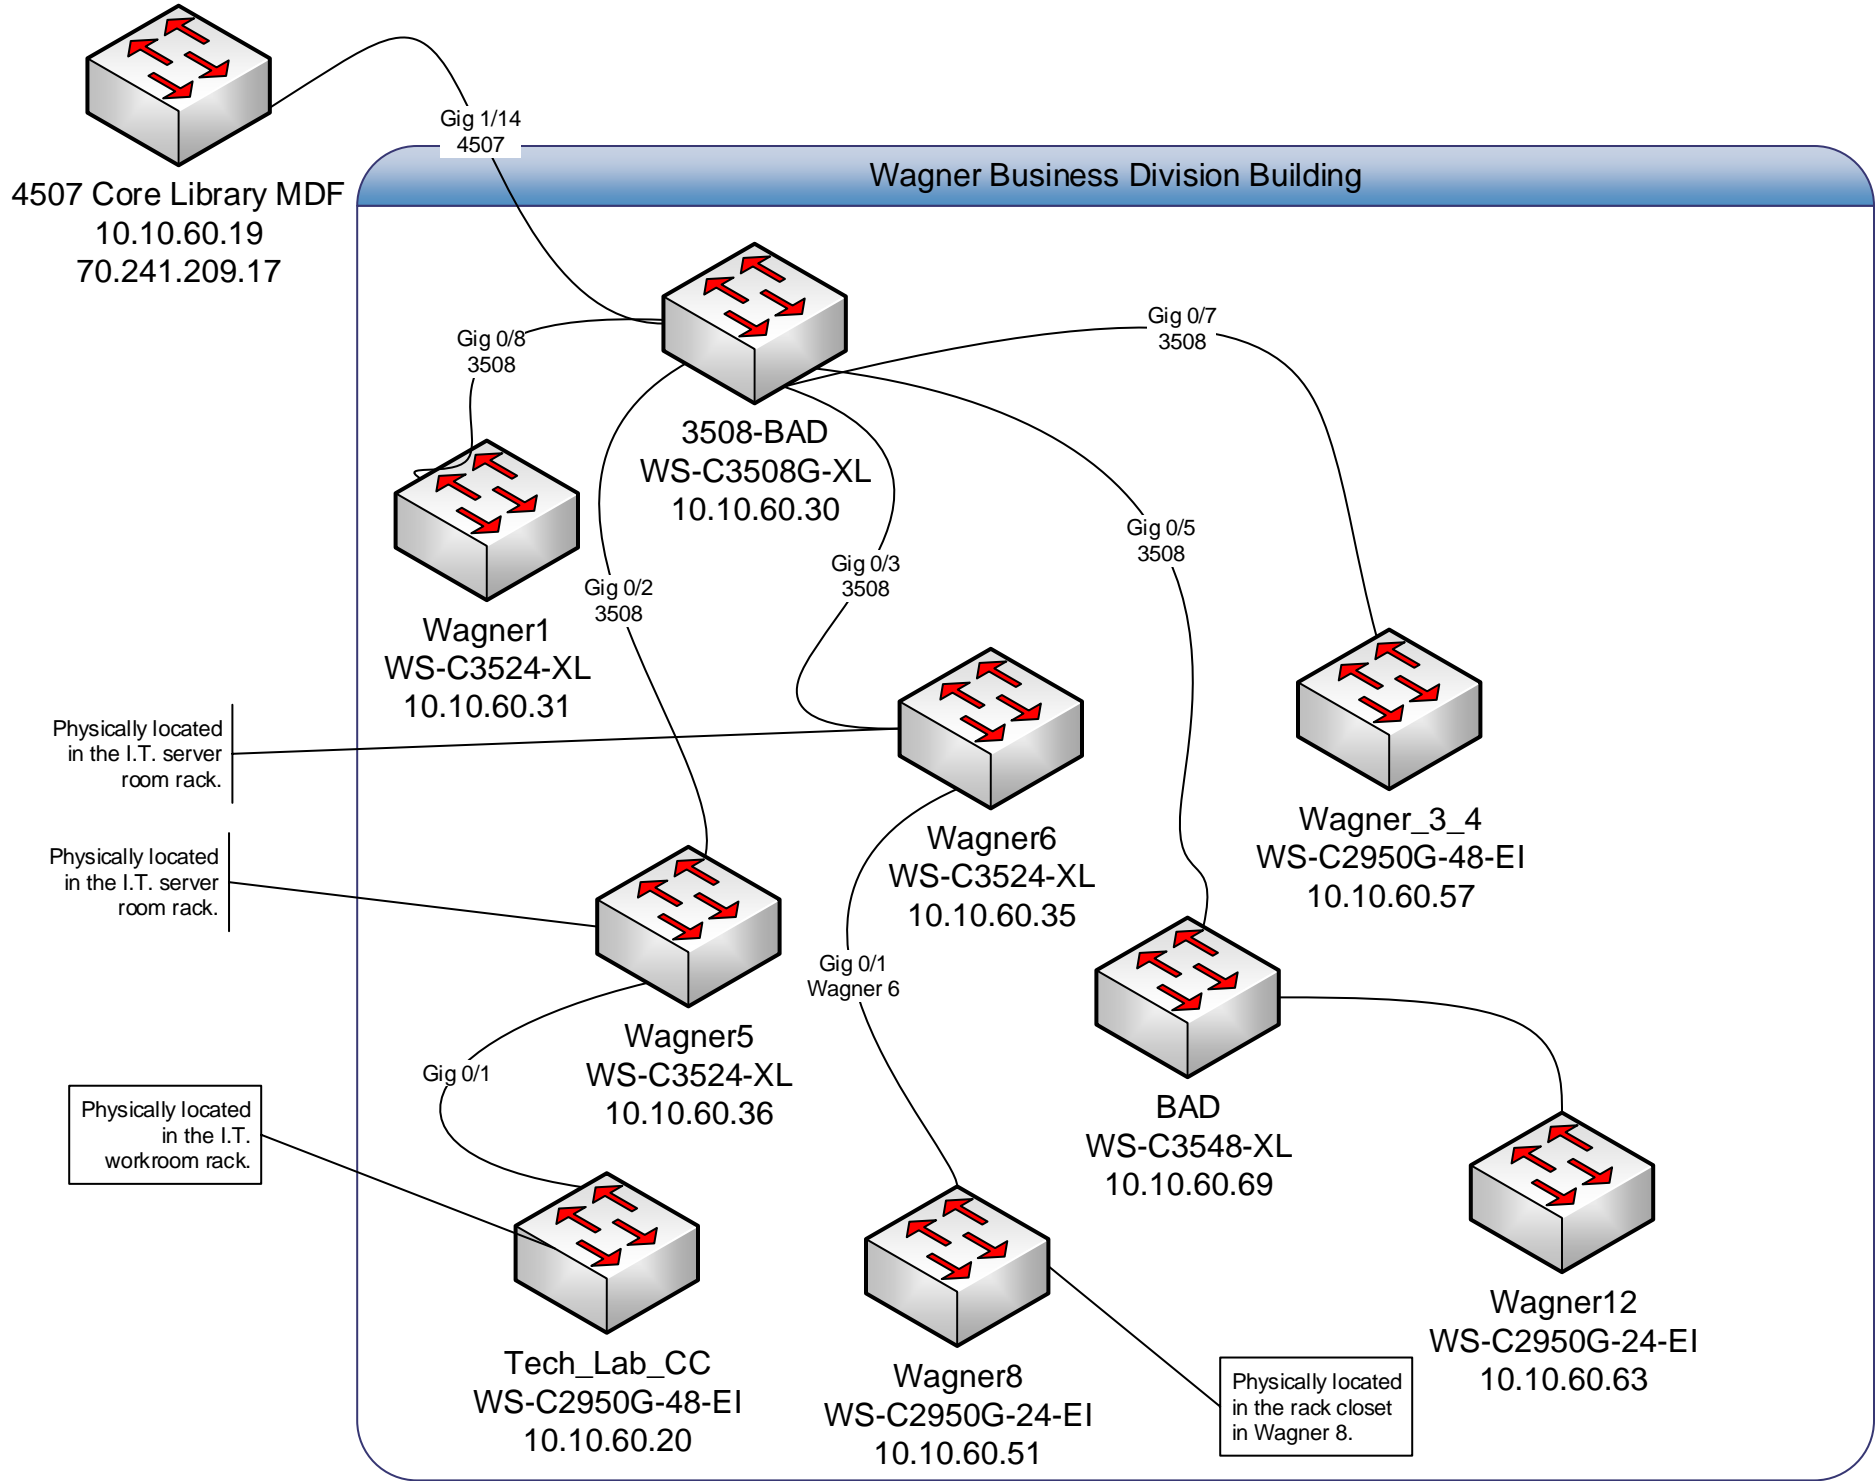 Gig 1/14
4507
Wagner Business Division Building
4507 Core Library MDF
10.10.60.19
70.241.209.17
Gig 0/8
3508
Gig 0/7
3508
3508-BAD
WS-C3508G-XL
10.10.60.30
Gig 0/5
3508
Gig 0/3
3508
Gig 0/2
3508
Wagner1
WS-C3524-XL
10.10.60.31
Physically located
in the I.T. server
room rack.
Wagner6
WS-C3524-XL
10.10.60.35
Wagner_3_4
WS-C2950G-48-EI
10.10.60.57
Physically located
in the I.T. server
room rack.
Gig 0/1
Wagner 6
Wagner5
WS-C3524-XL
10.10.60.36
Gig 0/1
BAD
WS-C3548-XL
10.10.60.69
Physically located
in the I.T.
workroom rack.
Tech_Lab_CC
WS-C2950G-48-EI
10.10.60.20
Wagner8
WS-C2950G-24-EI
10.10.60.51
Wagner12
WS-C2950G-24-EI
10.10.60.63
Physically located
in the rack closet
in Wagner 8.